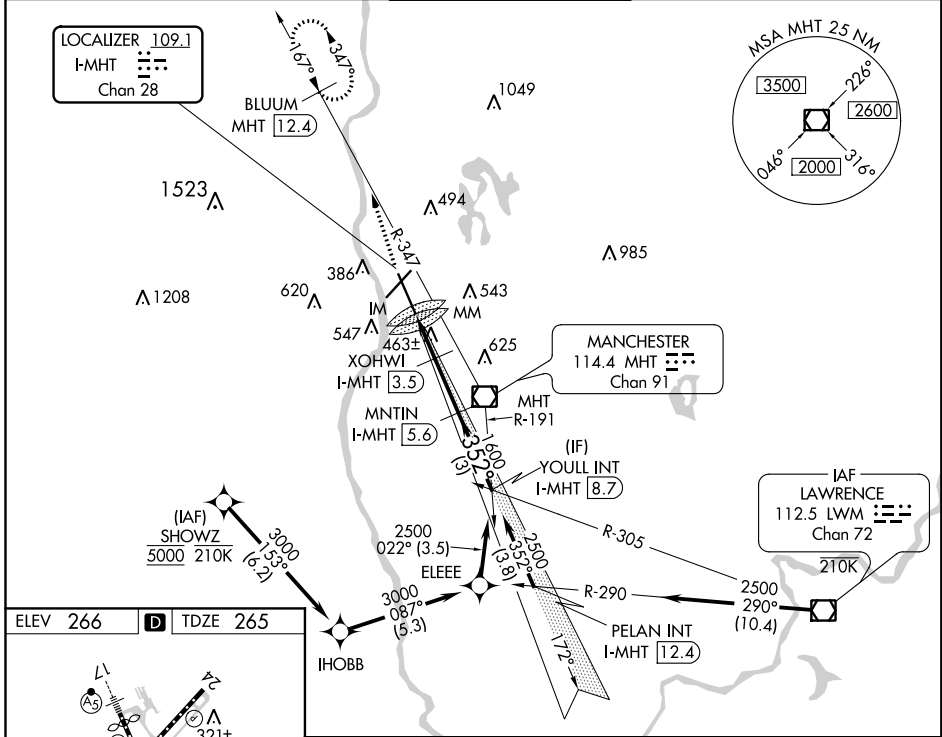 LOCALIZER 109.1
I-MHT
Chan 28
167°
347°
BLUUM
MHT 12.4
1049
MSA MHT 25 NM
3500
226°
2600
046°
2000
316°
1523
494
R-347
985
386
1208
620
543
IM
MM
547
463±
625
XOHWI
I-MHT 3.5
MANCHESTER
114.4 MHT
Chan 91
MHT
R-191
MNTIN
I-MHT 5.6
1600
352°
(3)
(IF)
YOULL INT
I-MHT 8.7
IAF
LAWRENCE
112.5 LWM
Chan 72
210K
(IAF)
SHOWZ
5000 210K
3000
153°
(6.2)
2500
022° (3.5)
ELEEE
2500
352°
(3.8)
R-305
R-290
2500
290°
(10.4)
3000
087°
(5.3)
IHOBB
PELAN INT
I-MHT 12.4
172°
ELEV 266
D
TDZE 265
17
24
A5
P
321±